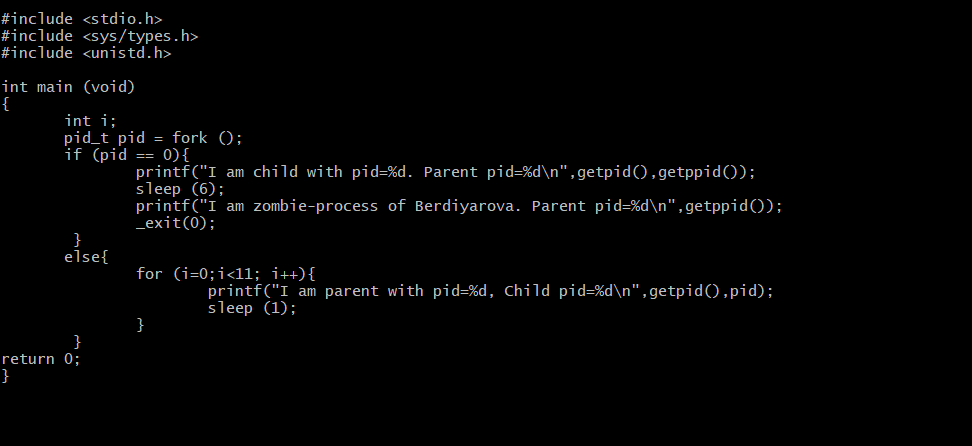 #include <stdio.h>
#include <sys/types.h>
#include <unistd.h>
int main (void)
{
int i;
pid_t pid = fork ();
if (pid == 0){
printf("I am child with pid=%d. Parent pid=%d\n",getpid(),getppid());
sleep (6);
printf("I am zombie-process of Berdiyarova. Parent pid=%d\n",getppid());
_exit(0);
}
else{
for (i=0;i<11; i++){
printf("I am parent with pid=%d, Child pid=%d\n",getpid(),pid);
sleep (1);
}
}
return 0;
}